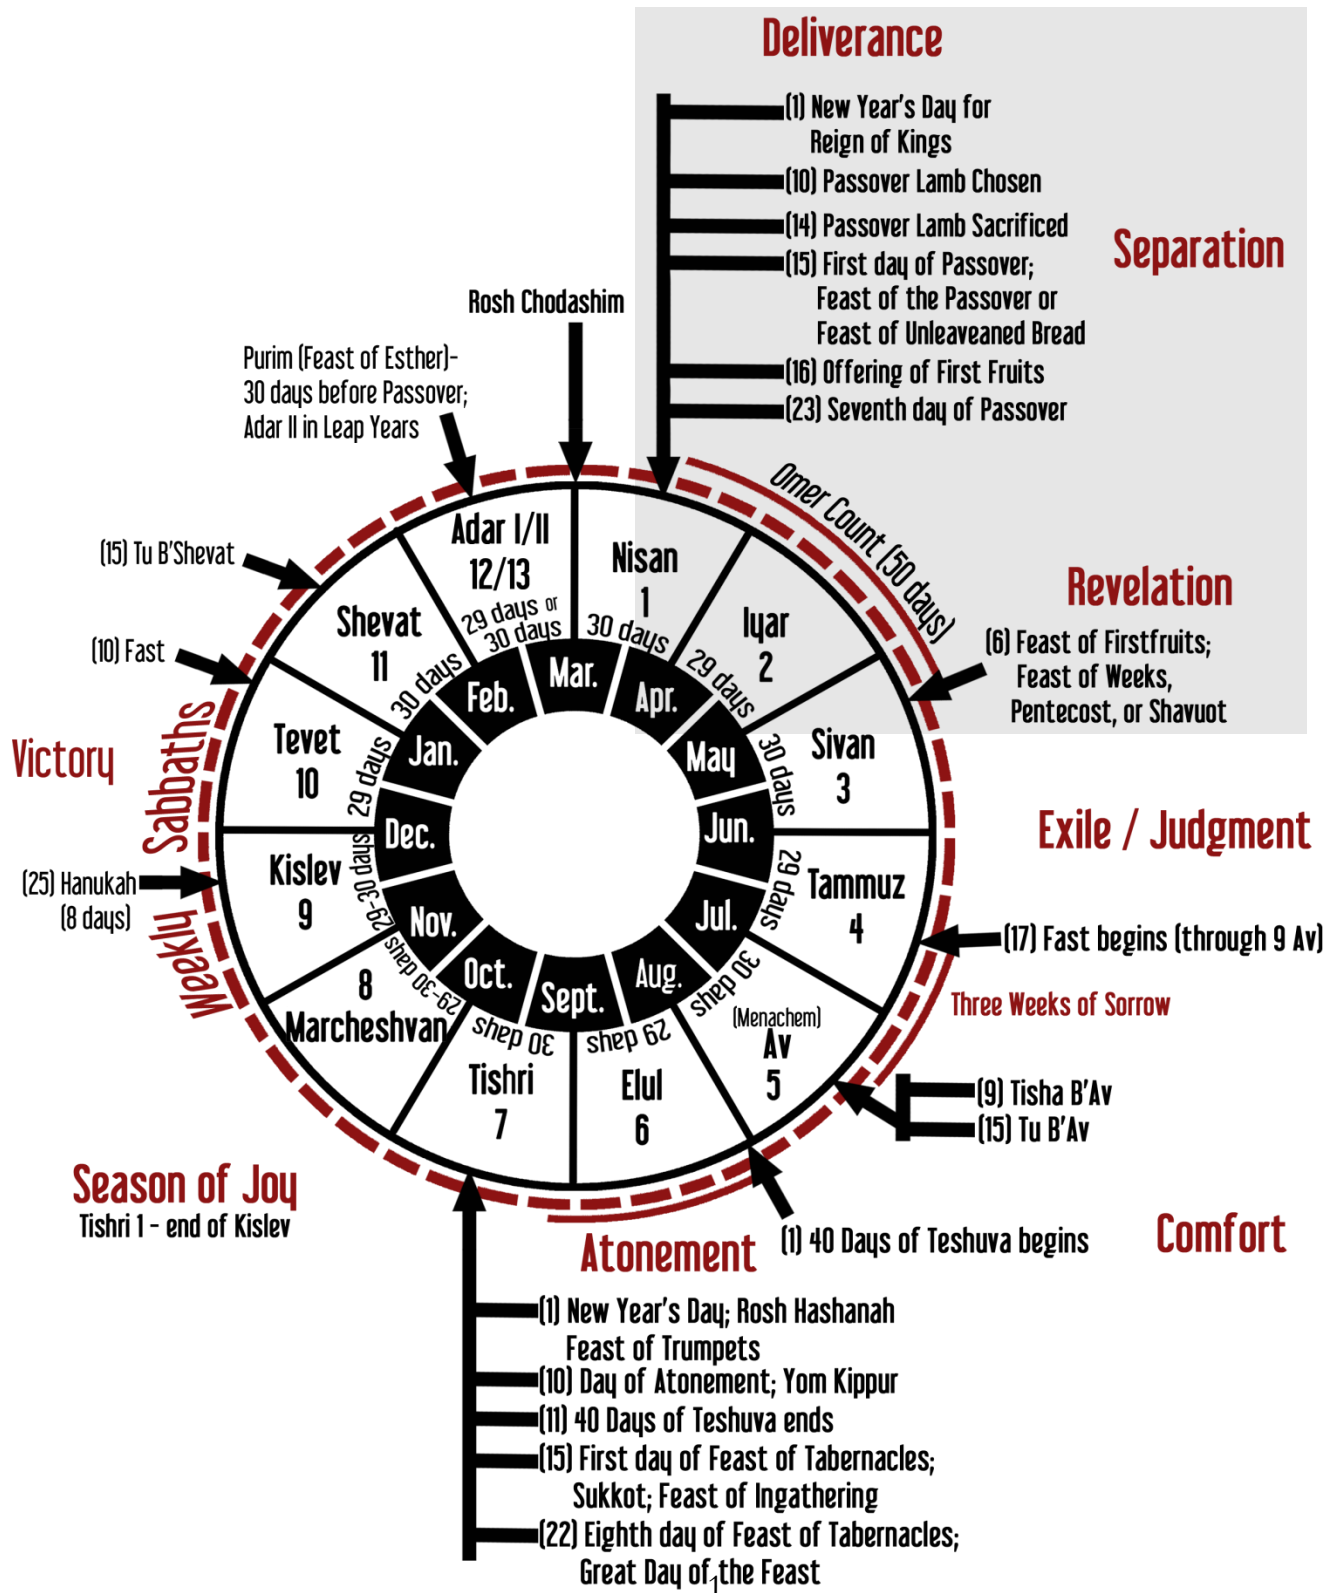 Deliverance
(1) New Year's Day for
Reign of Kings
(10) Passover Lamb Chosen
(14) Passover Lamb Sacrificed
(15) First day of Passover;
Feast of the Passover or
Feast of Unleaveaned Bread
(16) Offering of First Fruits
(23) Seventh day of Passover
Separation
Rosh Chodashim
Purim (Feast of Esther)-
30 days before Passover;
Adar II in Leap Years
(15) Tu B'Shevat
(10) Fast
Victory
Weekly Sabbaths
(25) Hanukah
(8 days)
Omer Count (50 days)
Revelation
(6) Feast of Firstfruits;
Feast of Weeks,
Pentecost, or Shavuot
Exile / Judgment
(17) Fast begins (through 9 Av)
Three Weeks of Sorrow
(9) Tisha B'Av
(15) Tu B'Av
Comfort
(1) 40 Days of Teshuva begins
Nisan
1
30 days
Iyar
2
29 days
Sivan
3
30 days
Tammuz
4
29 days
(Menachem)
Av
5
30 days
Elul
6
29 days
Tishri
7
30 days
8
Marcheshvan
29-30 days
Kislev
9
29-30 days
Tevet
10
29 days
Shevat
11
30 days
Adar I/II
12/13
29 days or
30 days
Mar.
Apr.
May
Jun.
Jul.
Aug.
Sept.
Oct.
Nov.
Dec.
Jan.
Feb.
Season of Joy
Tishri 1 - end of Kislev
Atonement
(1) New Year's Day; Rosh Hashanah
Feast of Trumpets
(10) Day of Atonement; Yom Kippur
(11) 40 Days of Teshuva ends
(15) First day of Feast of Tabernacles;
Sukkot; Feast of Ingathering
(22) Eighth day of Feast of Tabernacles;
Great Day of the Feast
1